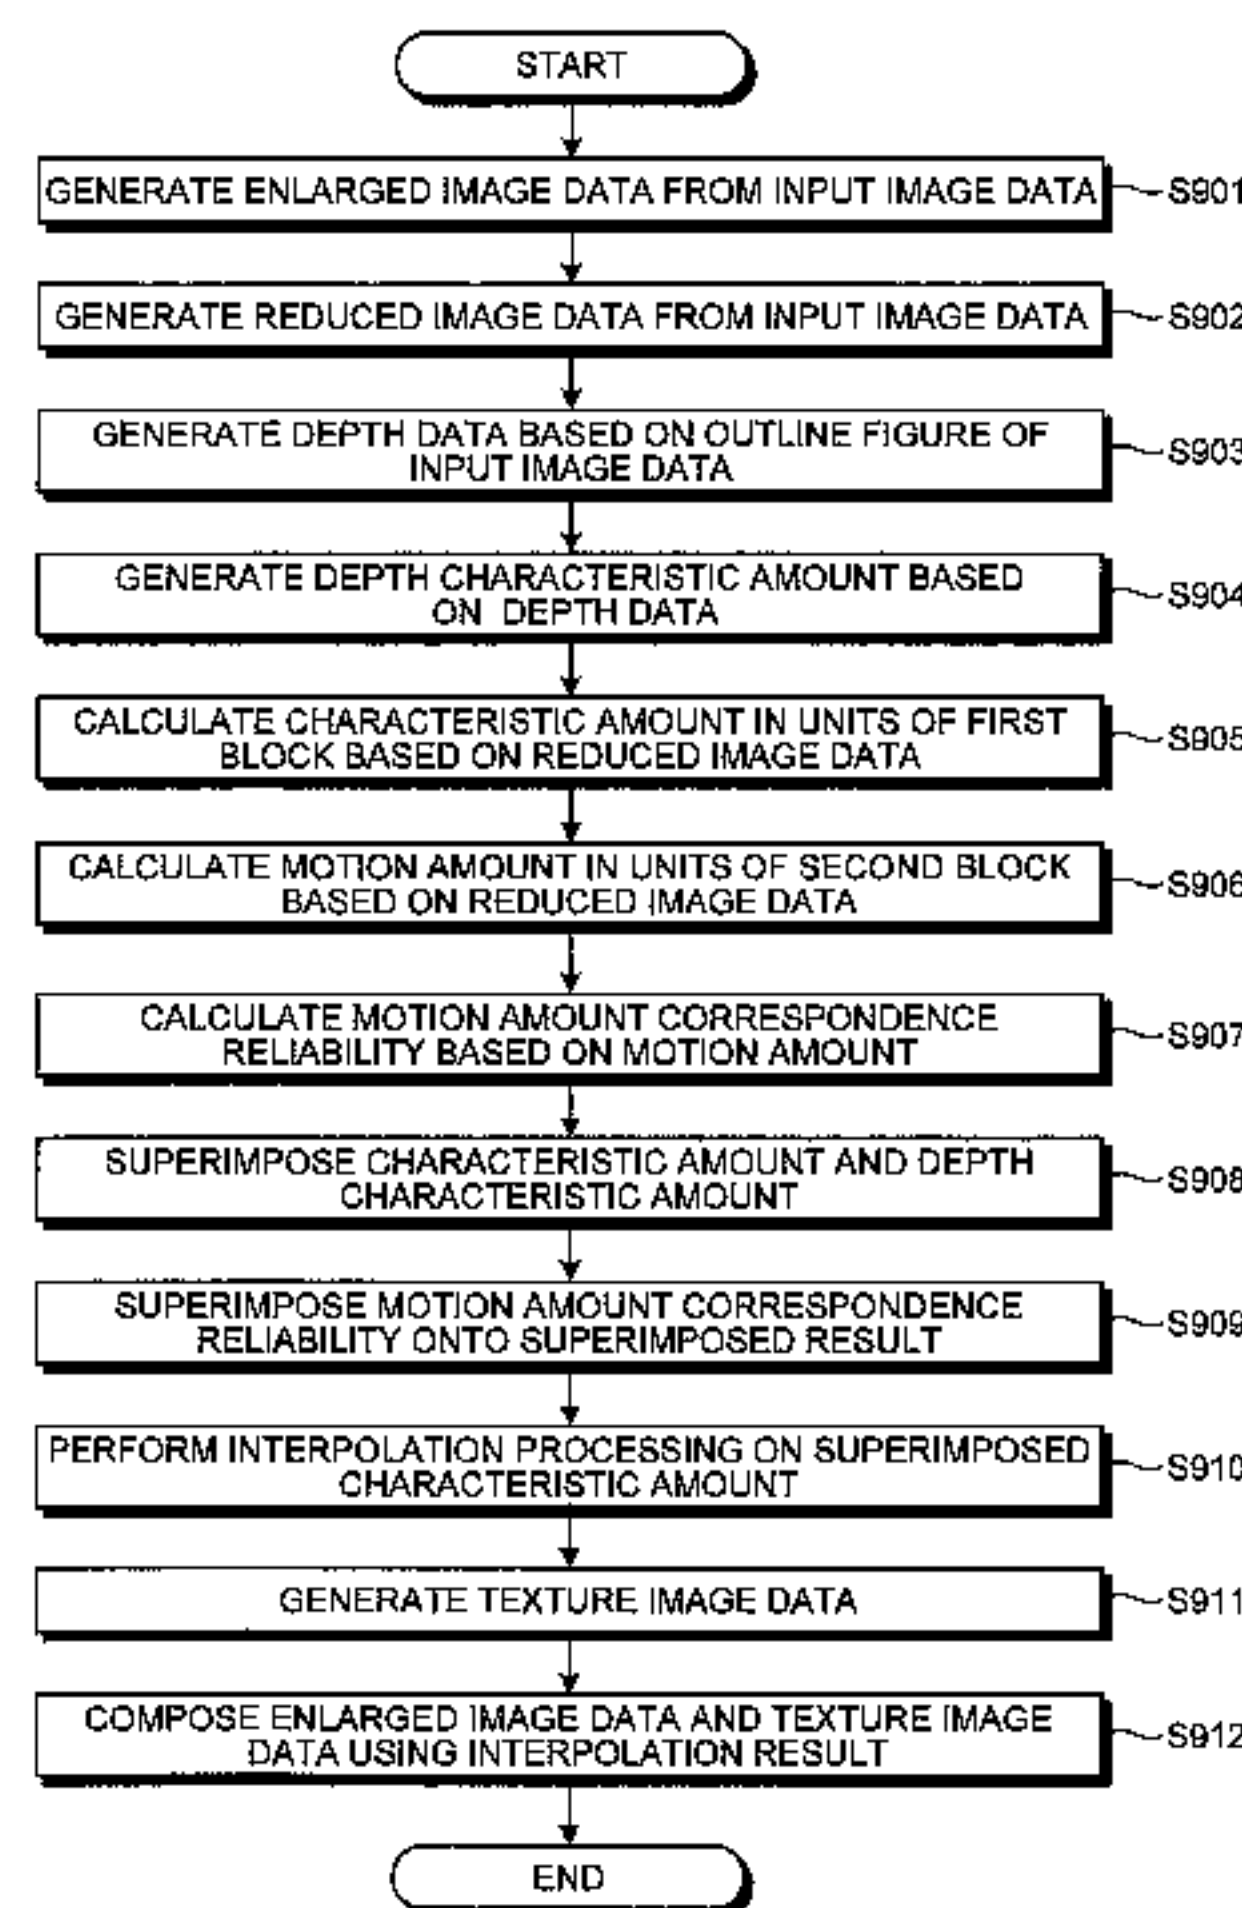 START
GENERATE ENLARGED IMAGE DATA FROM INPUT IMAGE DATA
S901
GENERATE REDUCED IMAGE DATA FROM INPUT IMAGE DATA
S902
GENERATE DEPTH DATA BASED ON OUTLINE FIGURE OF
INPUT IMAGE DATA
S903
GENERATE DEPTH CHARACTERISTIC AMOUNT BASED
ON DEPTH DATA
S904
CALCULATE CHARACTERISTIC AMOUNT IN UNITS OF FIRST
BLOCK BASED ON REDUCED IMAGE DATA
S905
CALCULATE MOTION AMOUNT IN UNITS OF SECOND BLOCK
BASED ON REDUCED IMAGE DATA
S906
CALCULATE MOTION AMOUNT CORRESPONDENCE
RELIABILITY BASED ON MOTION AMOUNT
S907
SUPERIMPOSE CHARACTERISTIC AMOUNT AND DEPTH
CHARACTERISTIC AMOUNT
S908
SUPERIMPOSE MOTION AMOUNT CORRESPONDENCE
RELIABILITY ONTO SUPERIMPOSED RESULT
S909
PERFORM INTERPOLATION PROCESSING ON SUPERIMPOSED
CHARACTERISTIC AMOUNT
S910
GENERATE TEXTURE IMAGE DATA
S911
COMPOSE ENLARGED IMAGE DATA AND TEXTURE IMAGE
DATA USING INTERPOLATION RESULT
S912
END